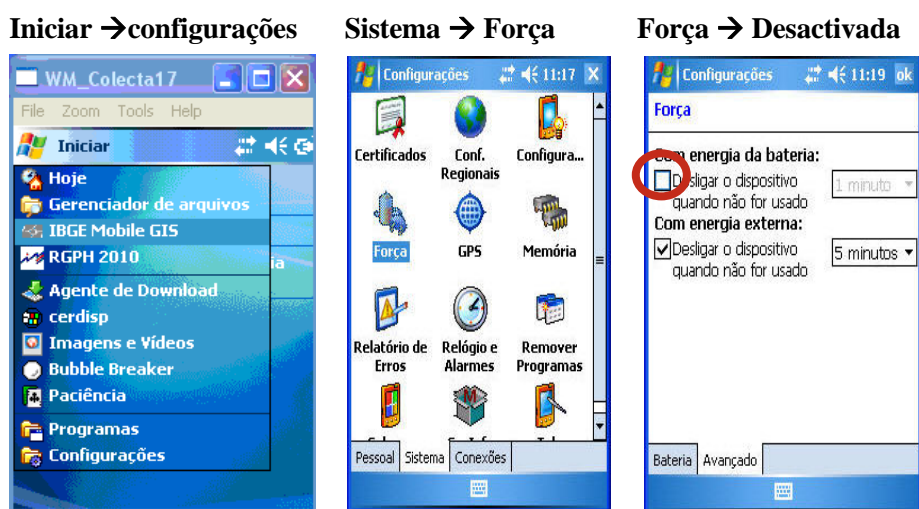 Iniciar →configurações
Sistema → Força
Força → Desactivada
WM_Colecta17
File Zoom Tools Help
Iniciar
Hoje
Gerenciador de arquivos
IBGE Mobile GIS
RGPH 2010
ia
Agente de Download
cerdisp
Imagens e Vídeos
Bubble Breaker
Paciência
Programas
Configurações
Configurações 11:17
Certificados
Conf.
Regionais
Configura...
Força
GPS
Memória
Relatório de
Erros
Relógio e
Alarmes
Remover
Programas
Pessoal Sistema Conexões
Configurações 11:19 ok
Força
Com energia da bateria:
Desligar o dispositivo
quando não for usado
1 minuto
Com energia externa:
Desligar o dispositivo
quando não for usado
5 minutos
Bateria Avançado